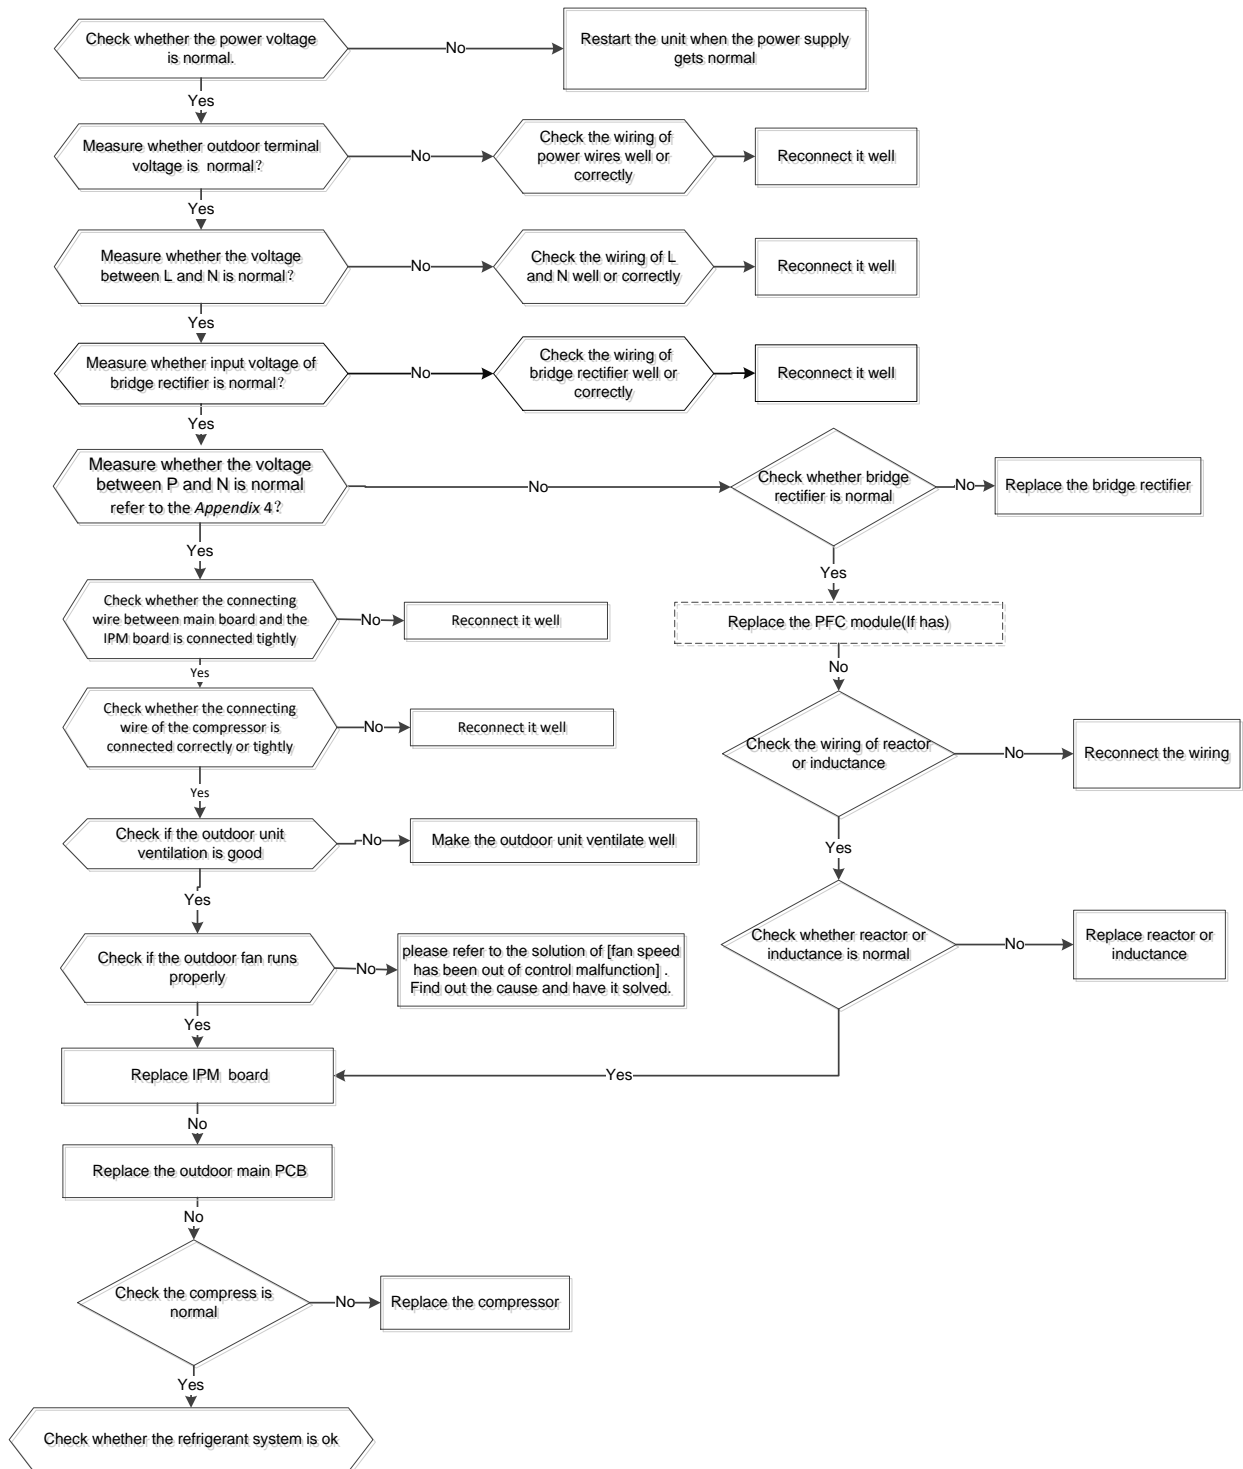 Check whether the power voltage
is normal.
No
Restart the unit when the power supply
gets normal
Yes
Measure whether outdoor terminal
voltage is normal?
No
Check the wiring of
power wires well or
correctly
Reconnect it well
Yes
Measure whether the voltage
between L and N is normal?
No
Check the wiring of L
and N well or correctly
Reconnect it well
Yes
Measure whether input voltage of
bridge rectifier is normal?
No
Check the wiring of
bridge rectifier well or
correctly
Reconnect it well
Yes
Measure whether the voltage
between P and N is normal
refer to the Appendix 4?
No
Check whether bridge
rectifier is normal
No
Replace the bridge rectifier
Yes
Yes
Check whether the connecting
wire between main board and the
IPM board is connected tightly
No
Reconnect it well
Replace the PFC module(If has)
No
Yes
Check whether the connecting
wire of the compressor is
connected correctly or tightly
No
Reconnect it well
Check the wiring of reactor
or inductance
No
Reconnect the wiring
Yes
Check if the outdoor unit
ventilation is good
No
Make the outdoor unit ventilate well
Yes
Yes
Check if the outdoor fan runs
properly
No
please refer to the solution of [fan speed
has been out of control malfunction] .
Find out the cause and have it solved.
Check whether reactor or
inductance is normal
No
Replace reactor or
inductance
Yes
Replace IPM board
Yes
No
Replace the outdoor main PCB
No
Check the compress is
normal
No
Replace the compressor
Yes
Check whether the refrigerant system is ok